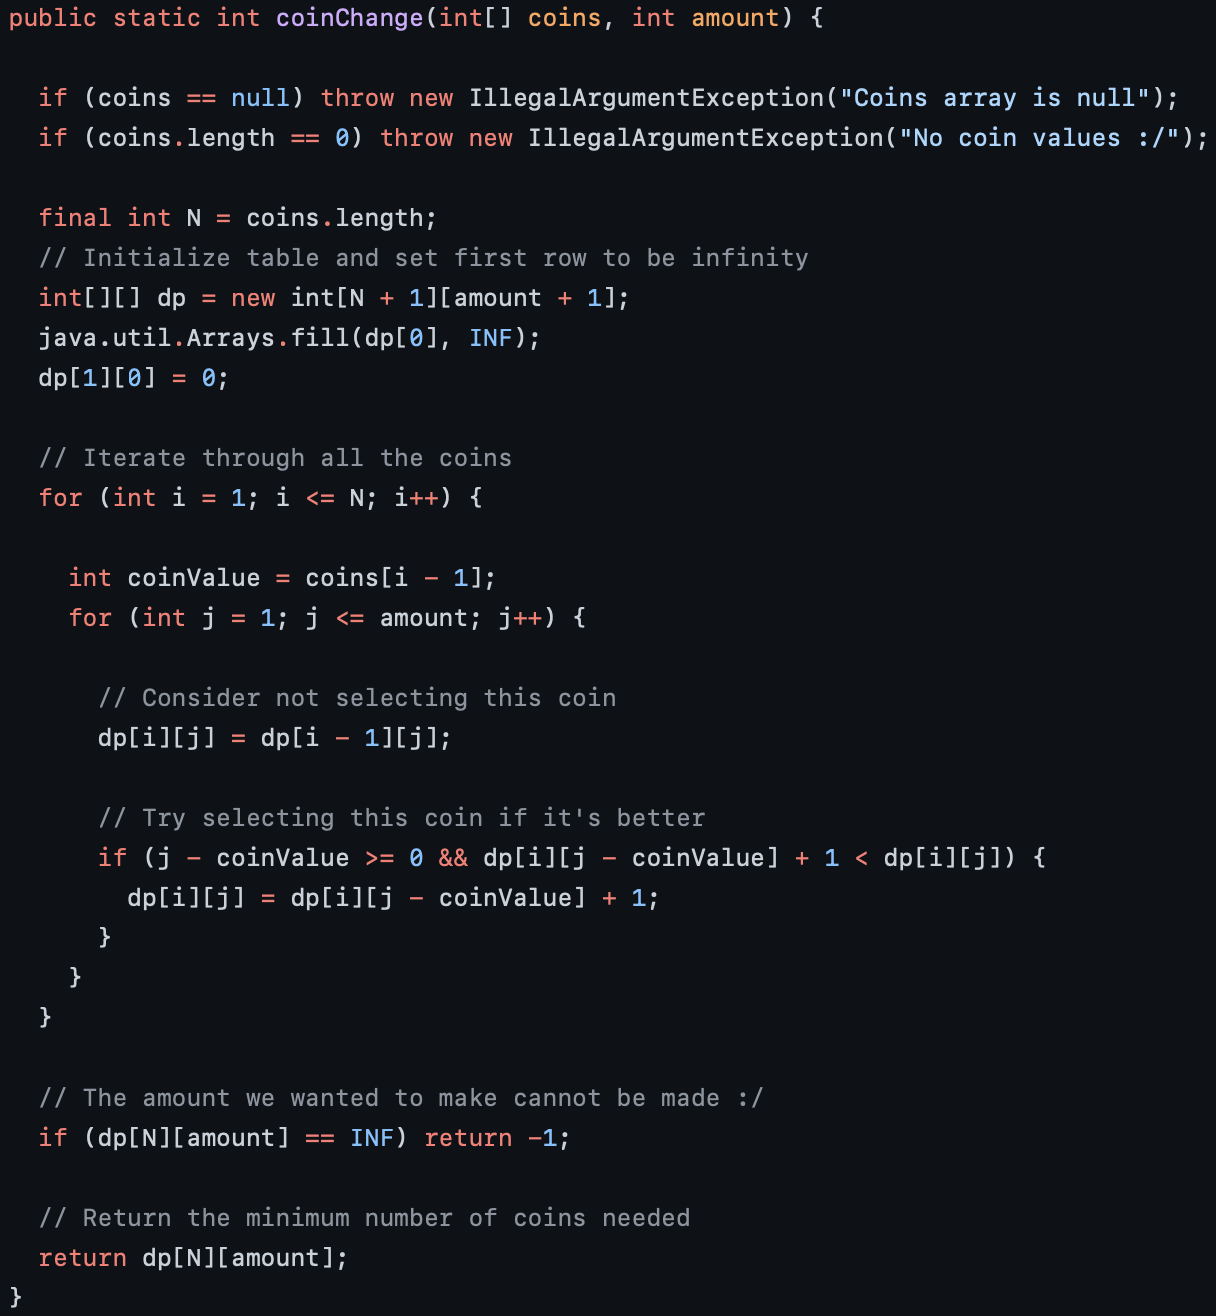 public static int coinChange(int[] coins, int amount) {
if (coins == null) throw new IllegalArgumentException("Coins array is null");
if (coins.length == 0) throw new IllegalArgumentException("No coin values :/");
final int N = coins.length;
// Initialize table and set first row to be infinity
int[][] dp = new int[N + 1][amount + 1];
java.util.Arrays.fill(dp[0], INF);
dp[1][0] = 0;
// Iterate through all the coins
for (int i = 1; i <= N; i++) {
int coinValue = coins[i - 1];
for (int j = 1; j <= amount; j++) {
// Consider not selecting this coin
dp[i][j] = dp[i - 1][j];
// Try selecting this coin if it's better
if (j - coinValue >= 0 && dp[i][j - coinValue] + 1 < dp[i][j]) {
dp[i][j] = dp[i][j - coinValue] + 1;
}
}
}
// The amount we wanted to make cannot be made :/
if (dp[N][amount] == INF) return -1;
// Return the minimum number of coins needed
return dp[N][amount];
}